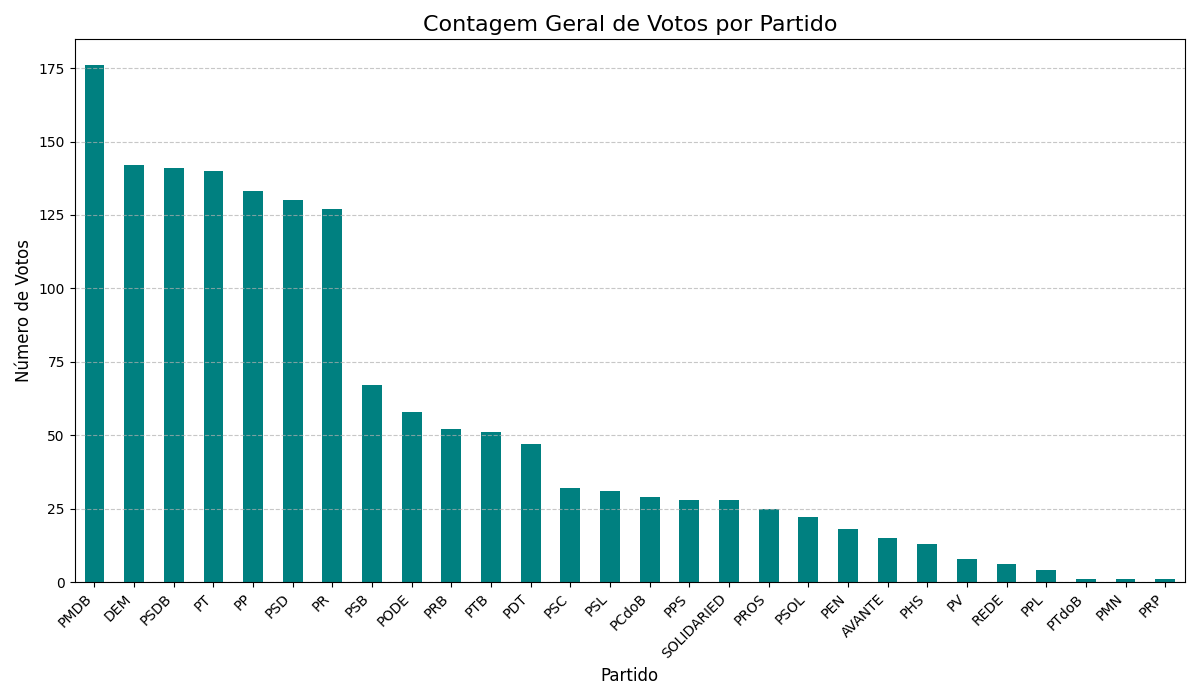 Contagem Geral de Votos por Partido
Número de Votos
175
150
125
100
75
50
25
0
PMDB
DEM
PSDB
PT
PP
PSD
PR
PSB
PODE
PRB
PTB
PDT
PSC
PSL
PCdoB
PPS
SOLIDARIED
PROS
PSOL
PEN
AVANTE
PHS
PV
REDE
PPL
PTdoB
PMN
PRP
Partido